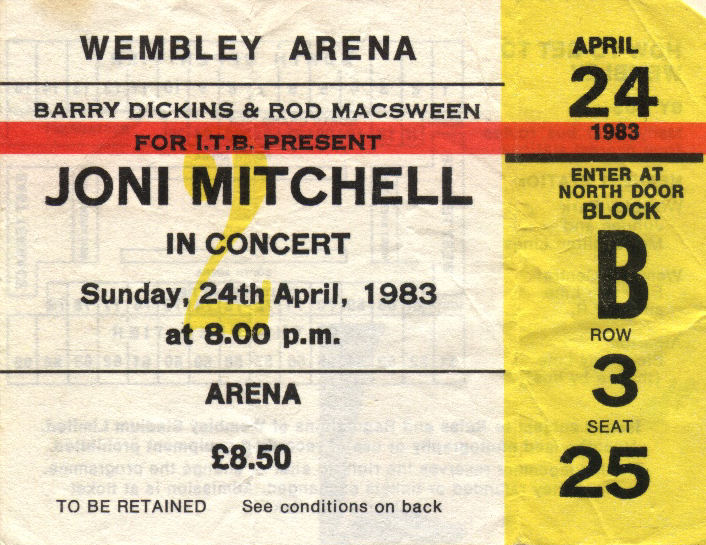 WEMBLEY ARENA
BARRY DICKINS & ROD MACSWEEN
FOR I.T.B. PRESENT
JONI MITCHELL
IN CONCERT
Sunday, 24th April, 1983
at 8.00 p.m.
ARENA
£8.50
TO BE RETAINED See conditions on back
APRIL
24
1983
ENTER AT
NORTH DOOR
BLOCK
B
ROW
3
SEAT
25
2